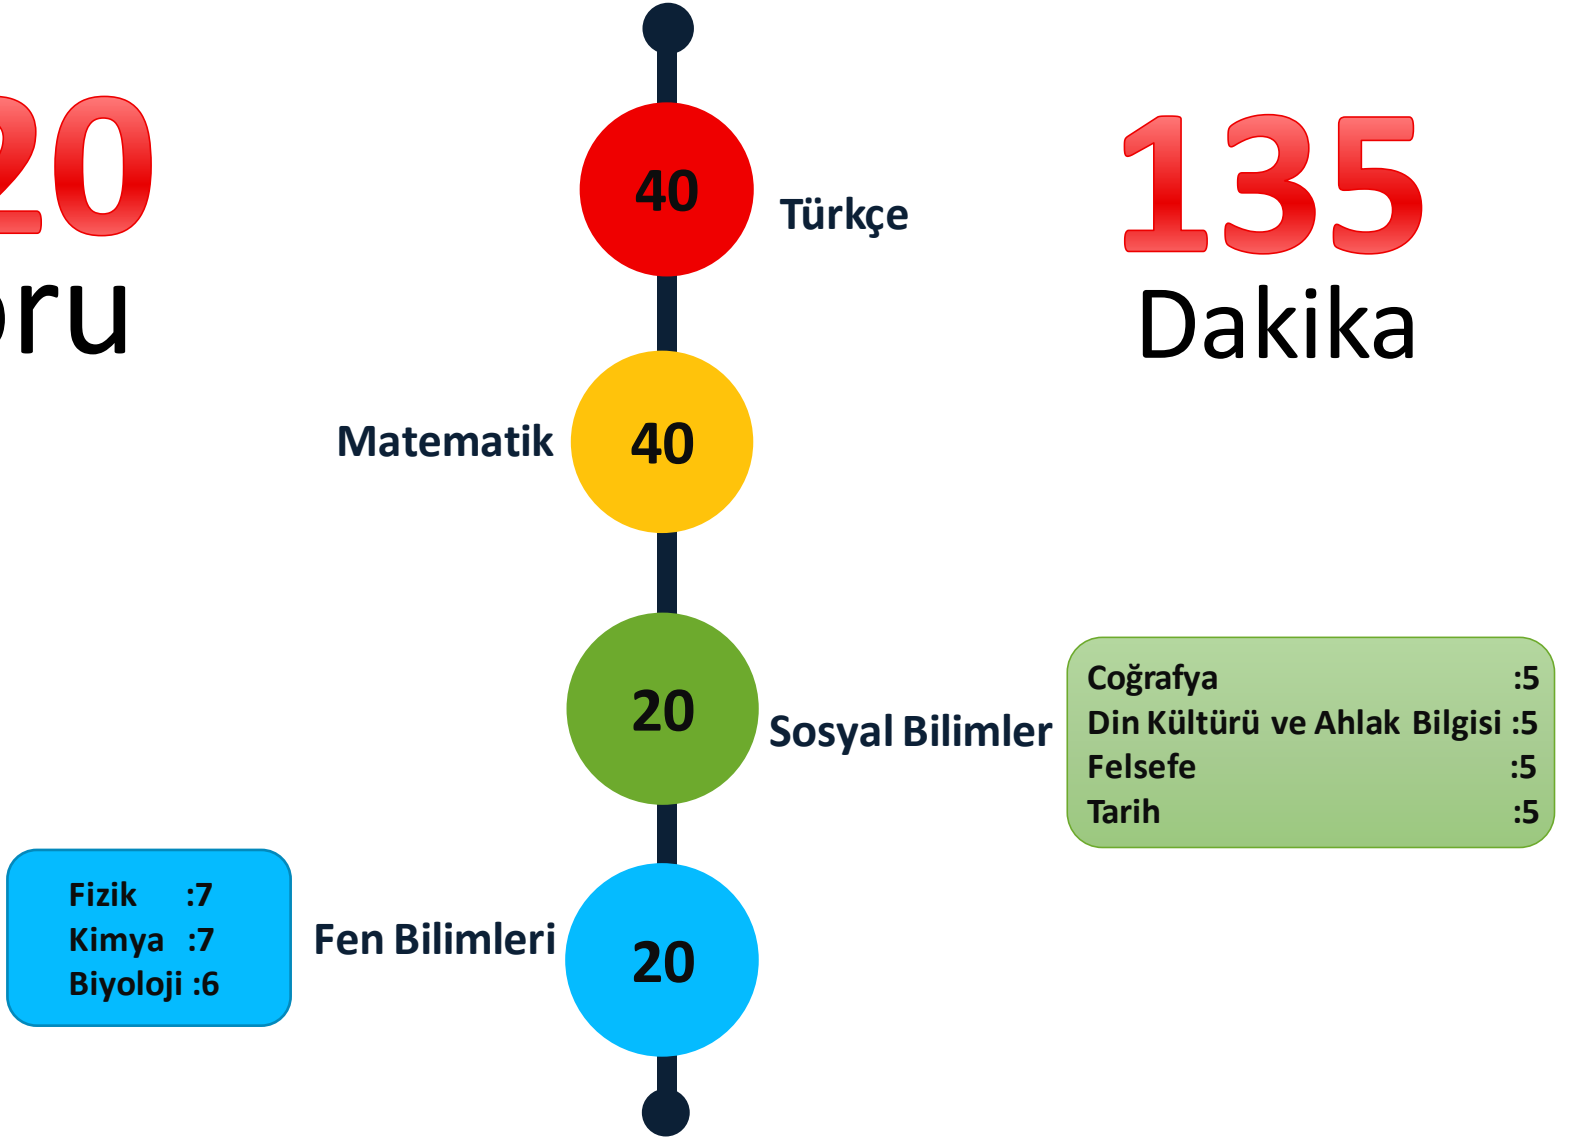 20
oru
40
Türkçe
135
Dakika
Matematik
40
20
Sosyal Bilimler
Coğrafya :5
Din Kültürü ve Ahlak Bilgisi :5
Felsefe :5
Tarih :5
Fizik :7
Kimya :7
Biyoloji :6
Fen Bilimleri
20